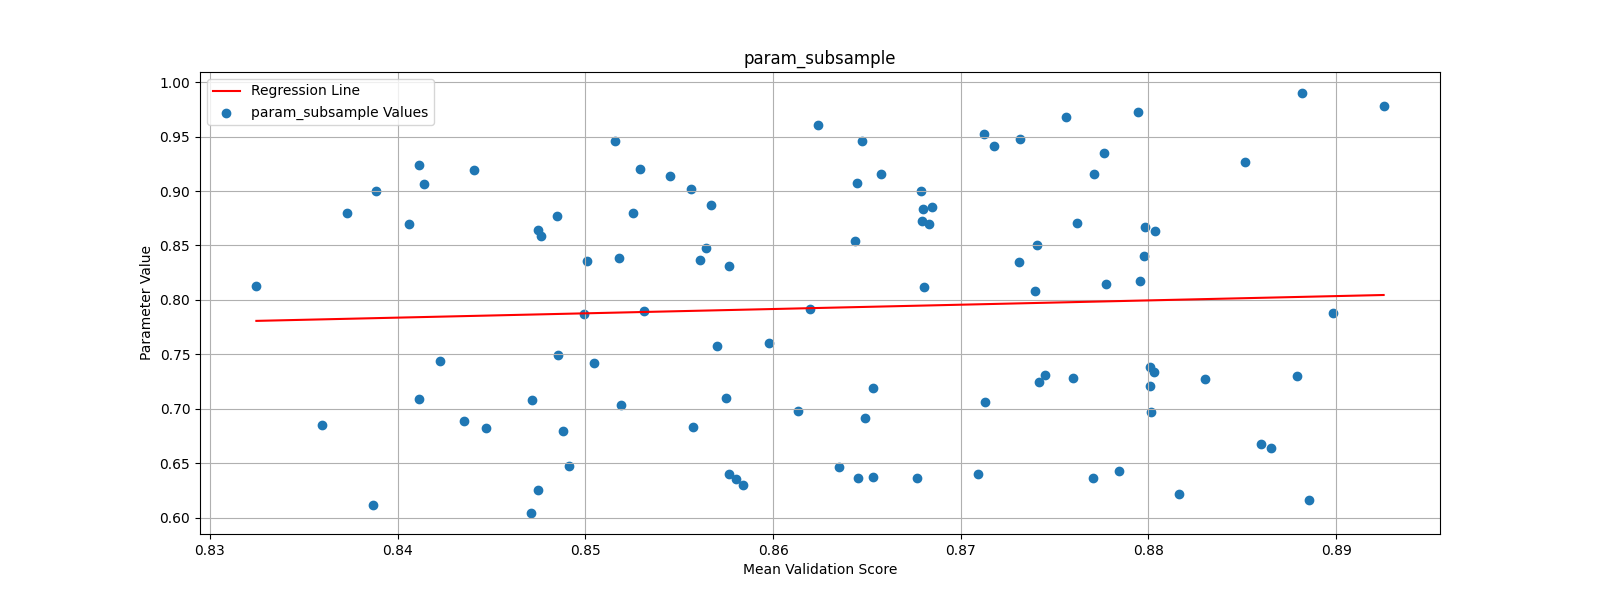 param_subsample
Regression Line
param_subsample Values
Parameter Value
1.00
0.95
0.90
0.85
0.80
0.75
0.70
0.65
0.60
0.83 0.84 0.85 0.86 0.87 0.88 0.89
Mean Validation Score